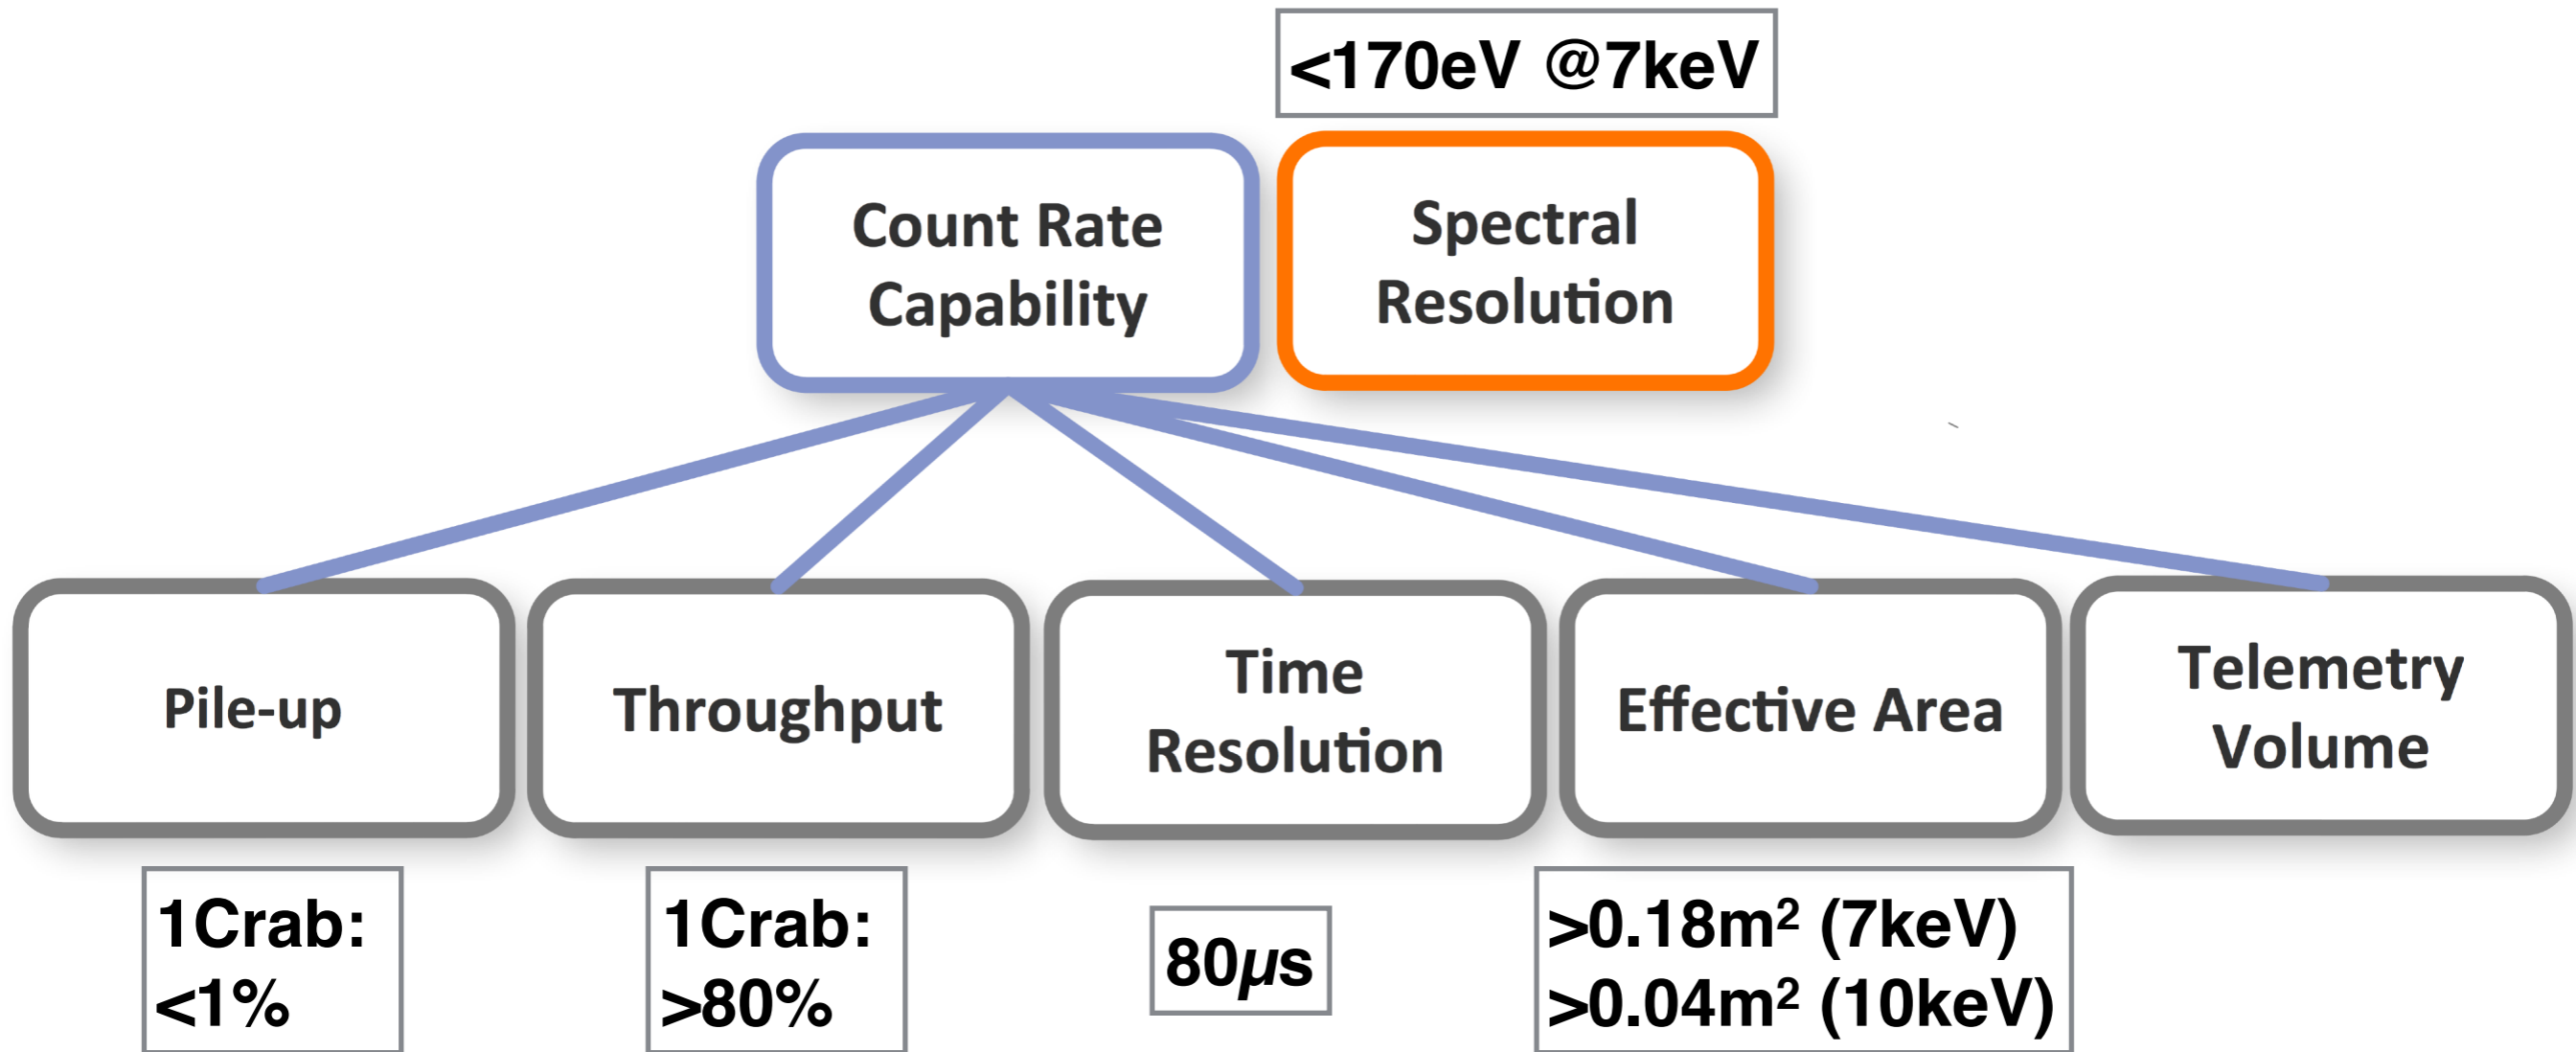 <170eV @7keV
Count Rate
Capability
Spectral
Resolution
Pile-up
Throughput
Time
Resolution
Effective Area
Telemetry
Volume
1Crab:
<1%
1Crab:
>80%
80µs
>0.18m² (7keV)
>0.04m² (10keV)